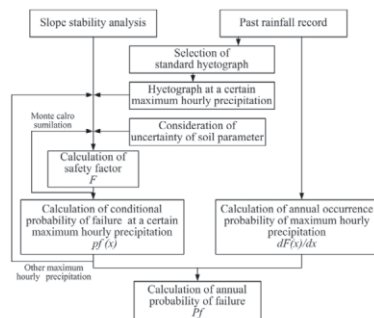 Slope stability analysis
Past rainfall record
Selection of
standard hyetograph
Hyetograph at a certain
maximum hourly precipitation
Monte calro
sumilation
Consideration of
uncertainty of soil parameter
Calculation of
safety factor
F
Calculation of conditional
probability of failure at a certain
maximum hourly precipitation
pf (x)
Calculation of annual occurrence
probability of maximum hourly
precipitation
dF(x)/dx
Other maximum
hourly precipitation
Calculation of annual
probability of failure
Pf